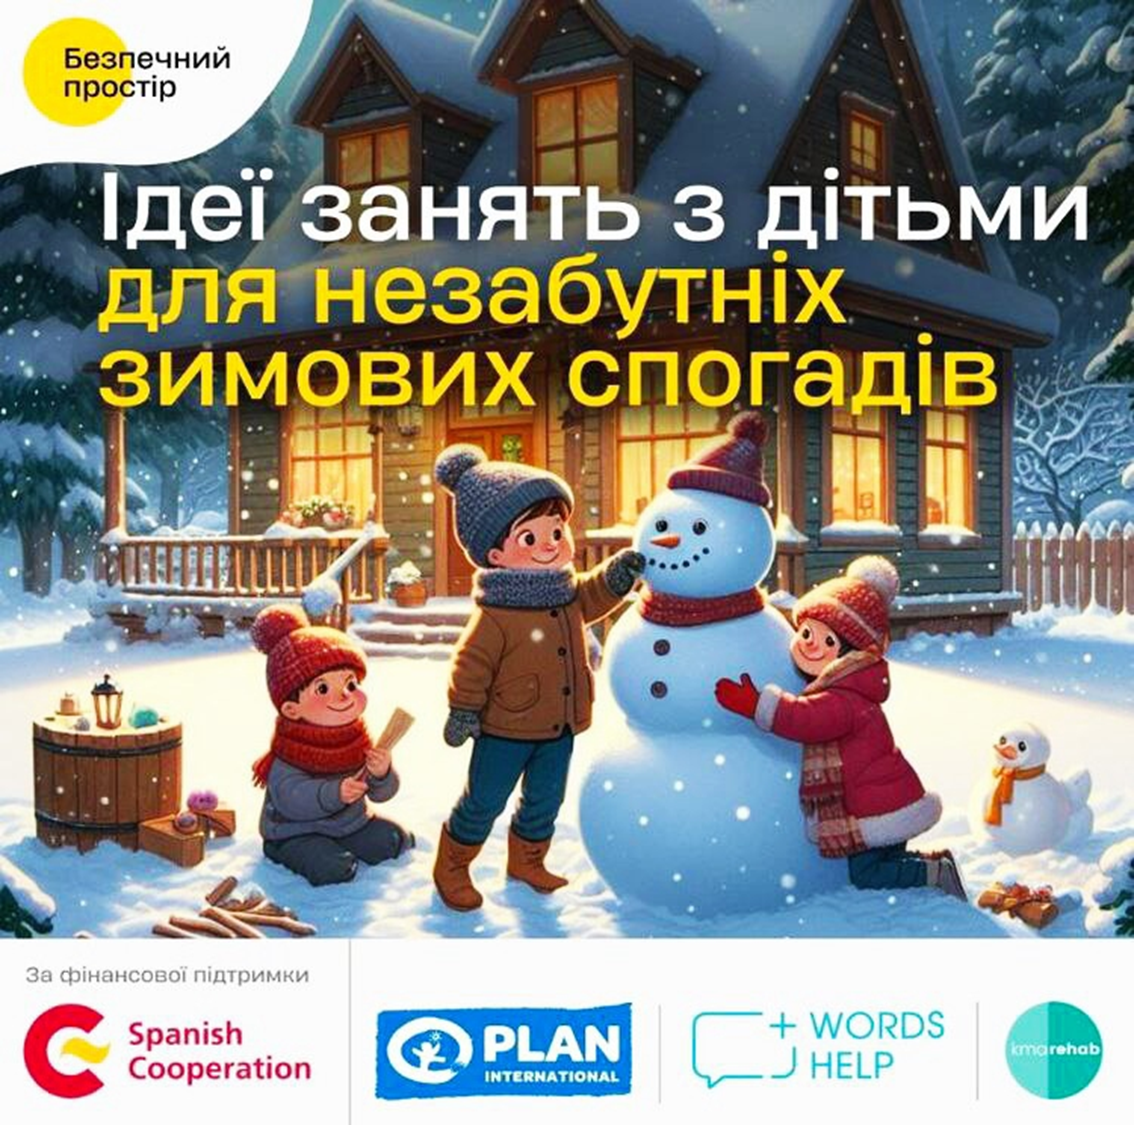 Безпечний
простір
Ідеї занять з дітьми
для незабутніх
зимових спогадів
За фінансової підтримки
Spanish
Cooperation
PLAN
INTERNATIONAL
WORDS
HELP
kmarehab